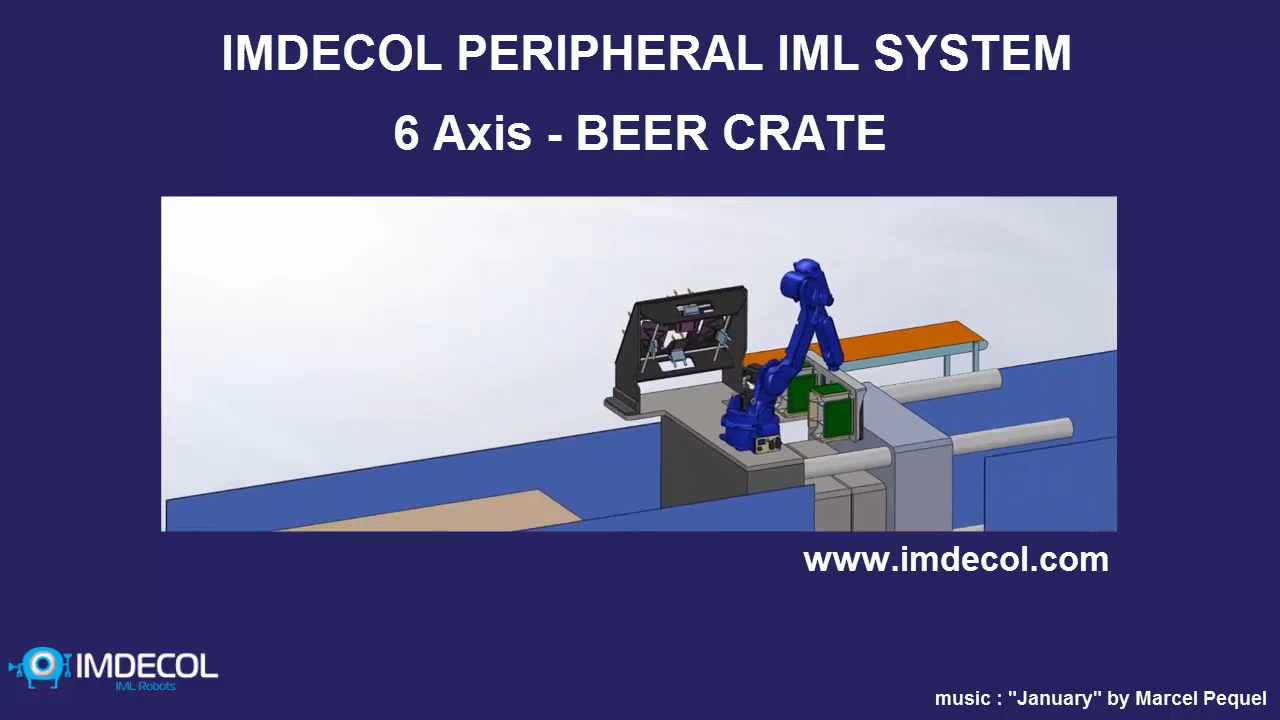 IMDECOL PERIPHERAL IML SYSTEM
6 Axis - BEER CRATE
www.imdecol.com
IMDECOL
IML Robots
music : "January" by Marcel Pequel